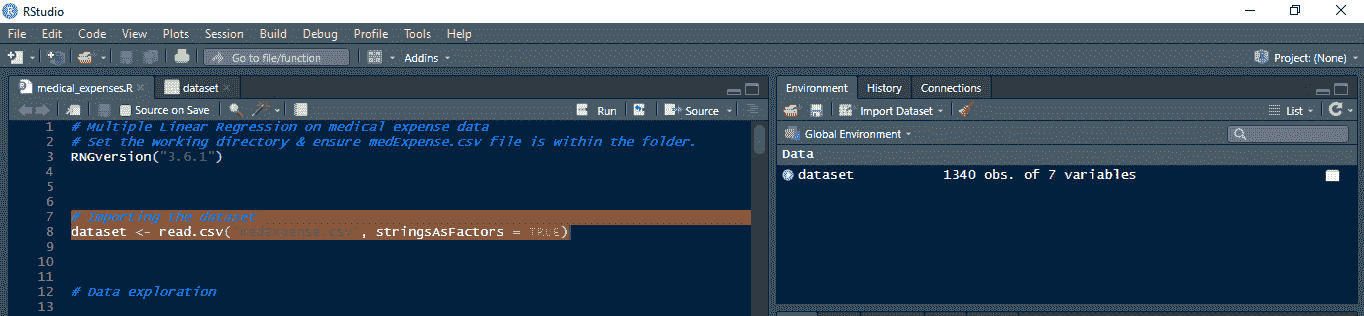 RStudio
File Edit Code View Plots Session Build Debug Profile Tools Help
Go to file/function Addins Project: (None)
medical_expenses.R dataset
Source on Save Run Source
1 # Multiple Linear Regression on medical expense data
2 # Set the working directory & ensure medExpense.csv file is within the folder.
3 RNGversion("3.6.1")
4
5
6
7 # Importing the dataset
8 dataset <- read.csv('medExpense.csv', stringsAsFactors = TRUE)
9
10
11
12 # Data exploration
13
Environment History Connections
Import Dataset List
Global Environment
Data
dataset 1340 obs. of 7 variables